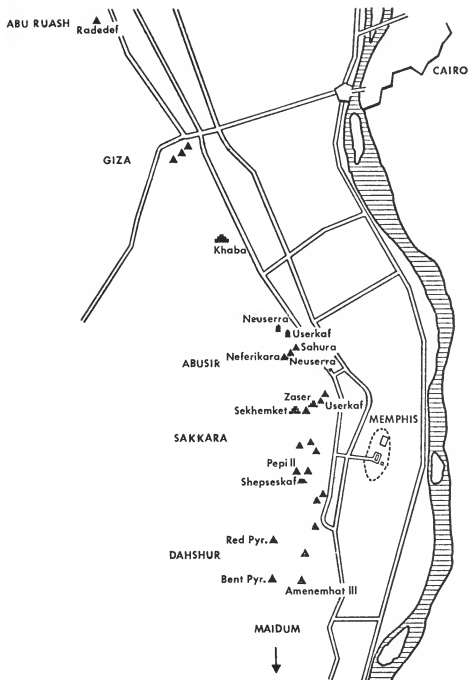 ABU RUASH
Radedef
CAIRO
GIZA
Khaba
Neuserra
Userkaf
Sahura
Neferikara
Neuserra
ABUSIR
Zaser
Userkaf
Sekhemket
MEMPHIS
SAKKARA
Pepi II
Shepseskaf
Red Pyr.
DAHSHUR
Bent Pyr.
Amenemhat III
MAIDUM